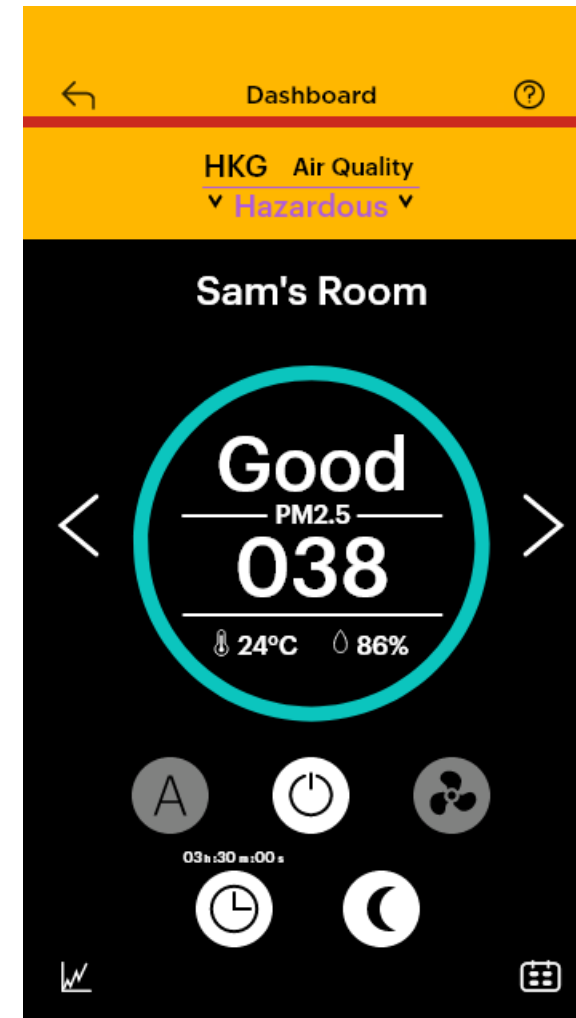 Dashboard
HKG Air Quality
Hazardous
Sam's Room
Good
PM2.5
038
24°C 86%
A
03h:30m:00s